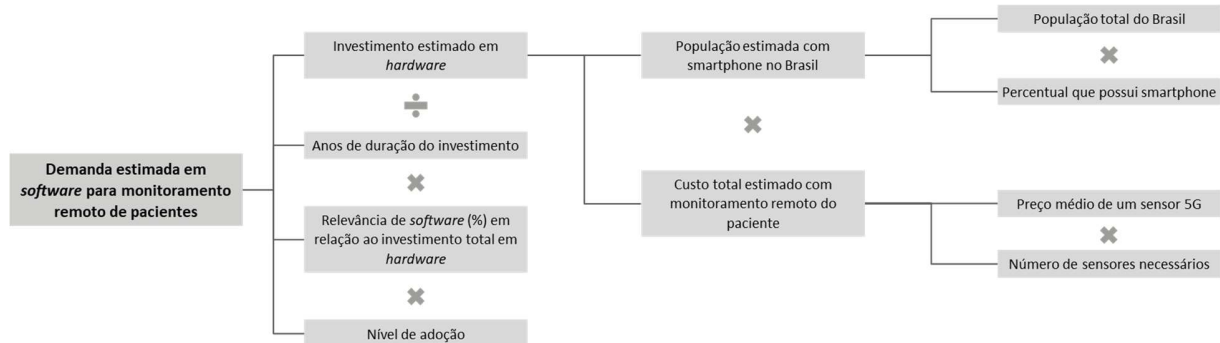 Demanda estimada em
software para monitoramento
remoto de pacientes
Investimento estimado em
hardware
Anos de duração do investimento
Relevância de software (%) em
relação ao investimento total em
hardware
Nível de adoção
População estimada com
smartphone no Brasil
Custo total estimado com
monitoramento remoto do
paciente
População total do Brasil
Percentual que possui smartphone
Preço médio de um sensor 5G
Número de sensores necessários